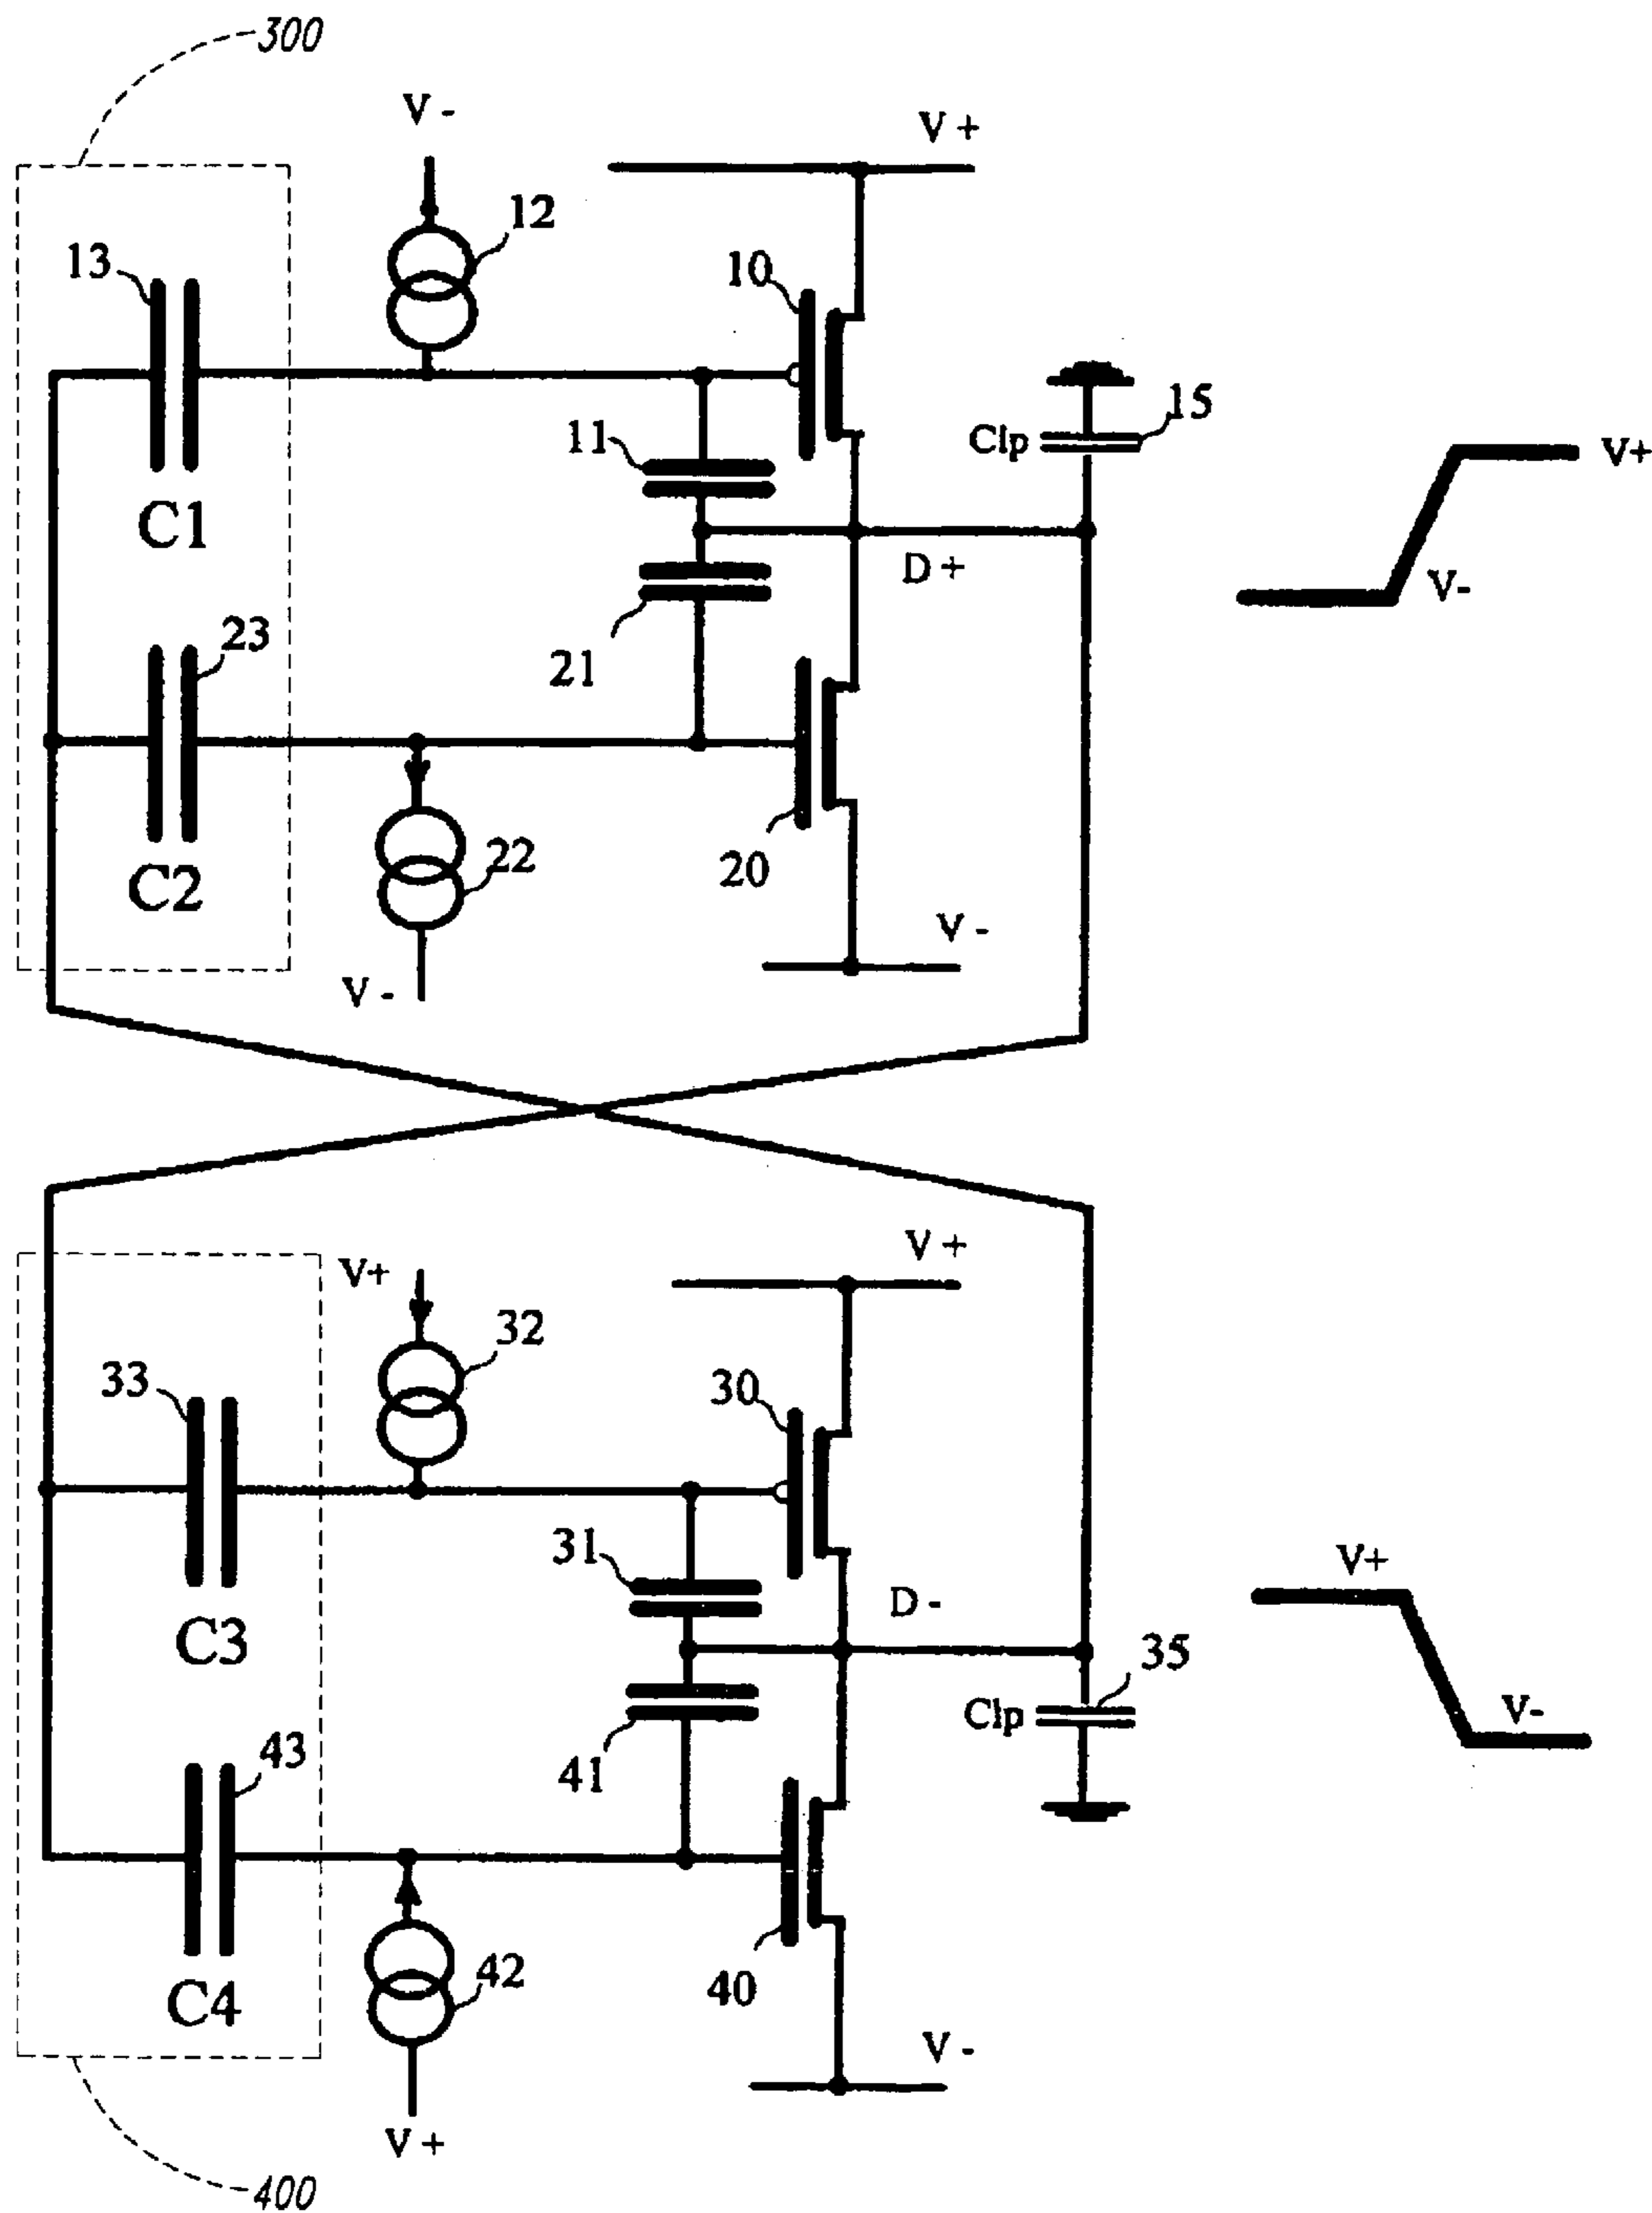 300
V -
V +
12
13
10
15
Clp
V+
11
C1
D +
V-
23
21
22
20
C2
V -
V -
V +
V+
32
33
30
V+
31
D -
35
C3
V-
Clp
43
41
42
40
C4
V -
V +
400